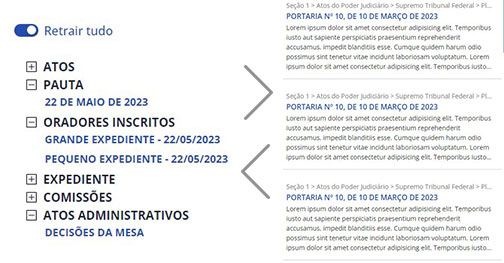 Retrair tudo
ATOS
PAUTA
22 DE MAIO DE 2023
ORADORES INSCRITOS
GRANDE EXPEDIENTE - 22/05/2023
PEQUENO EXPEDIENTE - 22/05/2023
EXPEDIENTE
COMISSÕES
ATOS ADMINISTRATIVOS
DECISÕES DA MESA
Seção 1 > Atos do Poder Judiciário > Supremo Tribunal Federal > Pl...
PORTARIA Nº 10, DE 10 DE MARÇO DE 2023
Lorem ipsum dolor sit amet consectetur adipisicing elit. Temporibus
iusto aut sapiente perspiciatis praesentium reprehenderit
accusamus, impedit blanditiis esse. Cumque quidem harum odio
possimus sint tenetur vitae incidunt laboriosam voluptatum. Lorem
ipsum dolor sit amet consectetur adipisicing elit. Temporibus iusto...
Seção 1 > Atos do Poder Judiciário > Supremo Tribunal Federal > Pl...
PORTARIA Nº 10, DE 10 DE MARÇO DE 2023
Lorem ipsum dolor sit amet consectetur adipisicing elit. Temporibus
iusto aut sapiente perspiciatis praesentium reprehenderit
accusamus, impedit blanditiis esse. Cumque quidem harum odio
possimus sint tenetur vitae incidunt laboriosam voluptatum. Lorem
ipsum dolor sit amet consectetur adipisicing elit. Temporibus iusto...
Seção 1 > Atos do Poder Judiciário > Supremo Tribunal Federal > Pl...
PORTARIA Nº 10, DE 10 DE MARÇO DE 2023
Lorem ipsum dolor sit amet consectetur adipisicing elit. Temporibus
iusto aut sapiente perspiciatis praesentium reprehenderit
accusamus, impedit blanditiis esse. Cumque quidem harum odio
possimus sint tenetur vitae incidunt laboriosam voluptatum. Lorem
ipsum dolor sit amet consectetur adipisicing elit. Temporibus iusto...